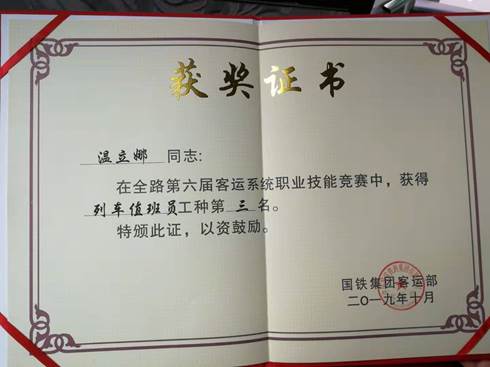 获奖证书
温立娜 同志:
在全路第六届客运系统职业技能竞赛中，获得
列车值班员工种第 三 名。
特颁此证，以资鼓励。
国铁集团客运部
二〇一九年十月